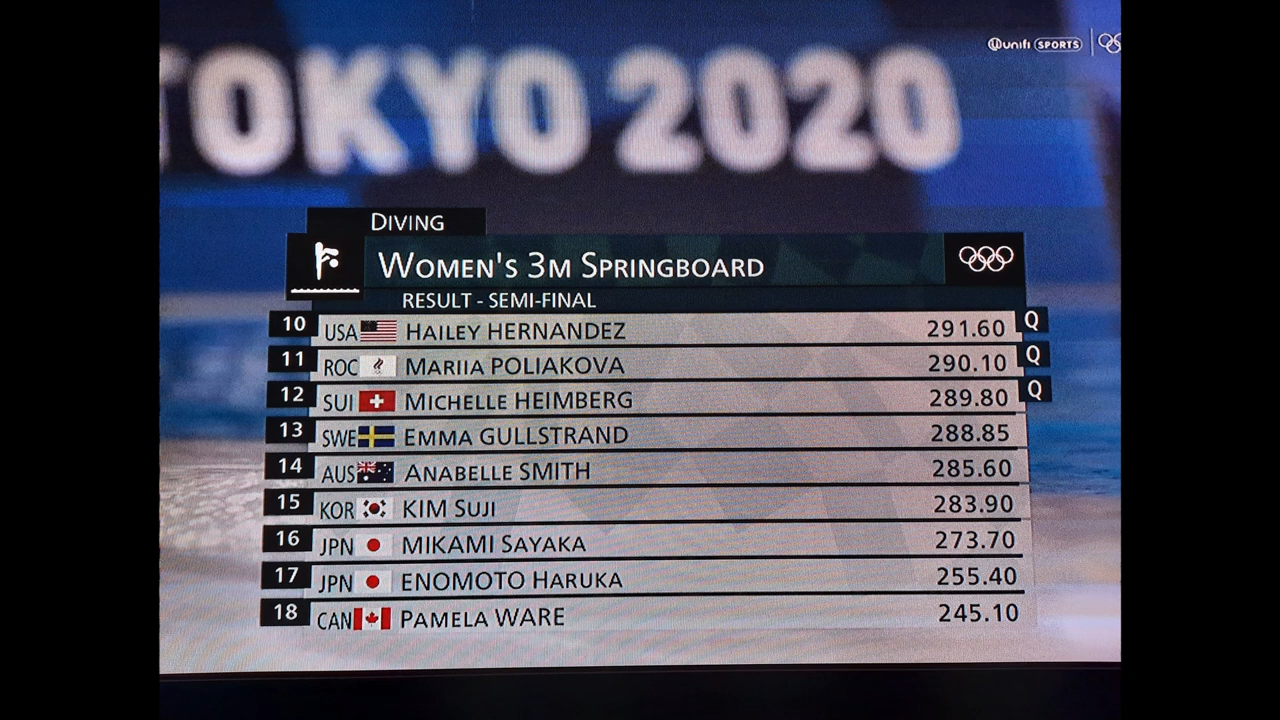 TOKYO 2020
unifi SPORTS
DIVING
WOMEN'S 3M SPRINGBOARD
RESULT - SEMI-FINAL
10 USA HAILEY HERNANDEZ 291.60 Q
11 ROC MARIIA POLIAKOVA 290.10 Q
12 SUI MICHELLE HEIMBERG 289.80 Q
13 SWE EMMA GULLSTRAND 288.85
14 AUS ANABELLE SMITH 285.60
15 KOR KIM SUJI 283.90
16 JPN MIKAMI SAYAKA 273.70
17 JPN ENOMOTO HARUKA 255.40
18 CAN PAMELA WARE 245.10